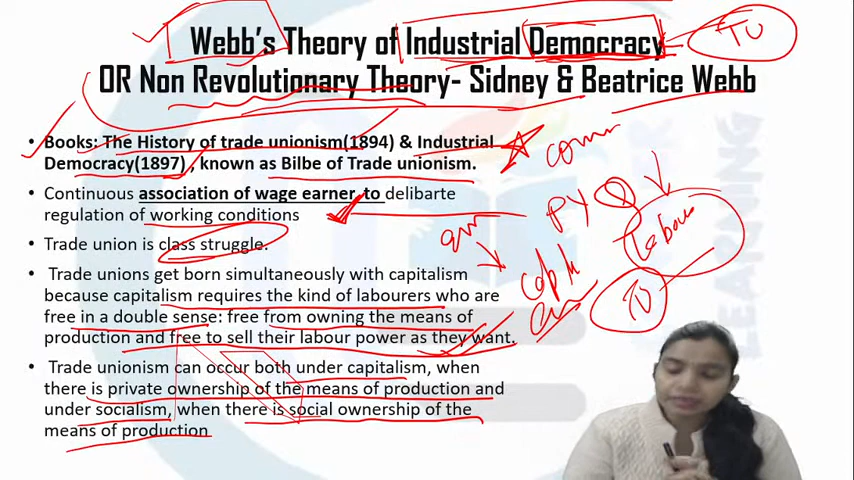 Webb's Theory of Industrial Democracy
OR Non Revolutionary Theory- Sidney & Beatrice Webb
TU
• Books: The History of trade unionism(1894) & Industrial
Democracy(1897) , known as Bilbe of Trade unionism.
• Continuous association of wage earner to delibarte
regulation of working conditions
• Trade union is class struggle.
• Trade unions get born simultaneously with capitalism
because capitalism requires the kind of labourers who are
free in a double sense: free from owning the means of
production and free to sell their labour power as they want.
• Trade unionism can occur both under capitalism, when
there is private ownership of the means of production and
under socialism, when there is social ownership of the
means of production
PYQ
Labour
TU
LEARNING